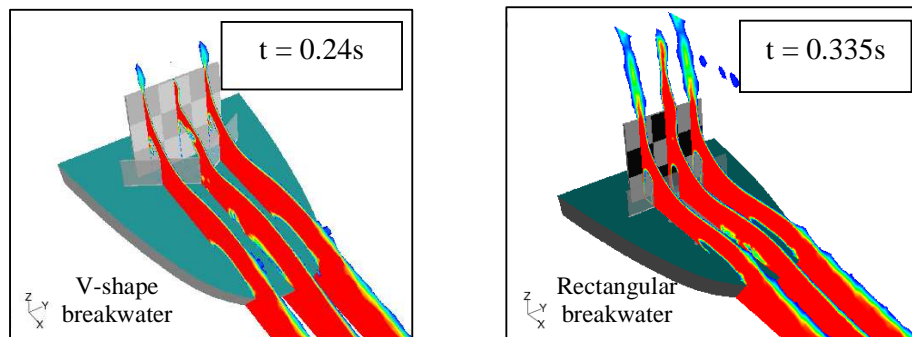 t = 0.24s
V-shape
breakwater
Z
Y
X
t = 0.335s
Rectangular
breakwater
Z
Y
X